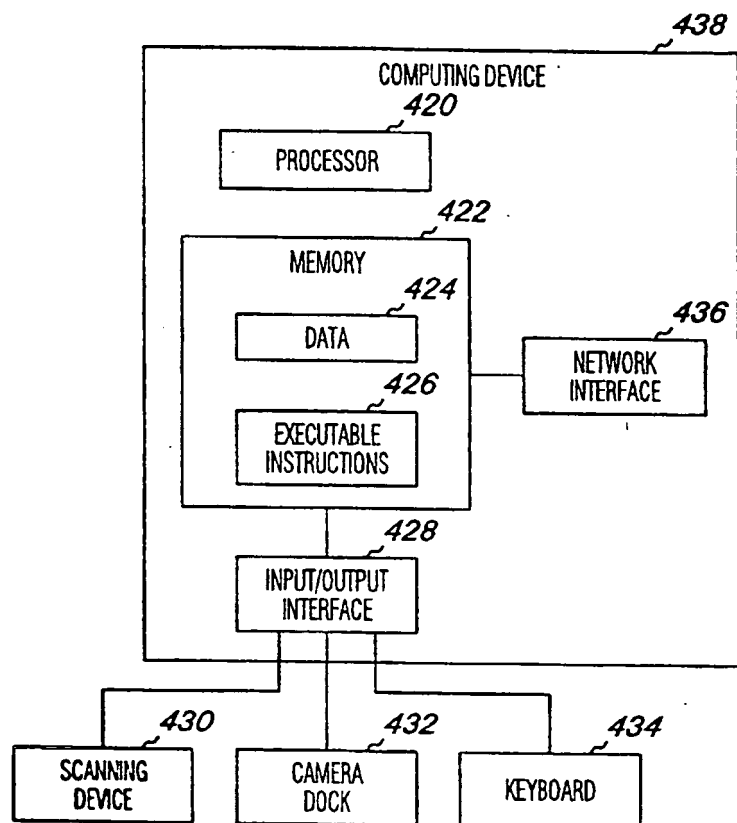 438
COMPUTING DEVICE
420
PROCESSOR
422
MEMORY
424
DATA
436
NETWORK
INTERFACE
426
EXECUTABLE
INSTRUCTIONS
428
INPUT/OUTPUT
INTERFACE
430
SCANNING
DEVICE
432
CAMERA
DOCK
434
KEYBOARD